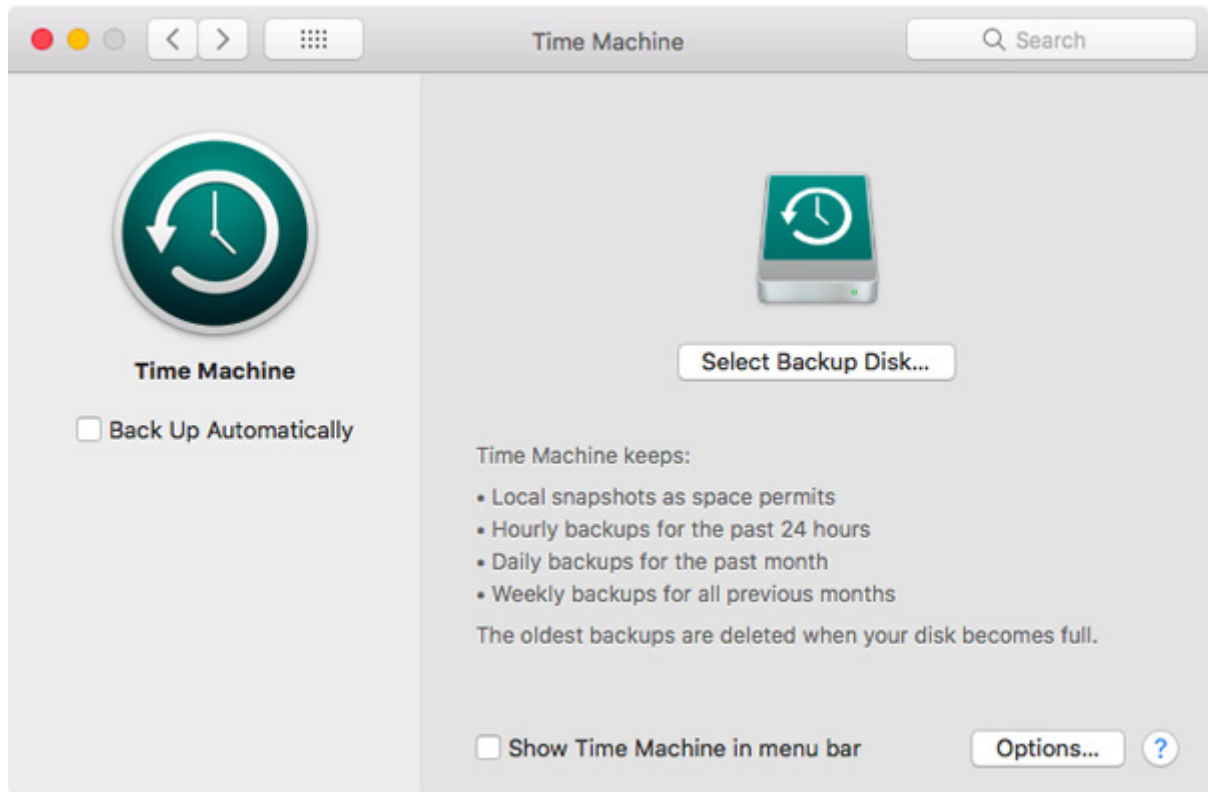 Time Machine
Search
Time Machine
Back Up Automatically
Select Backup Disk...
Time Machine keeps:
• Local snapshots as space permits
• Hourly backups for the past 24 hours
• Daily backups for the past month
• Weekly backups for all previous months
The oldest backups are deleted when your disk becomes full.
Show Time Machine in menu bar
Options...
?